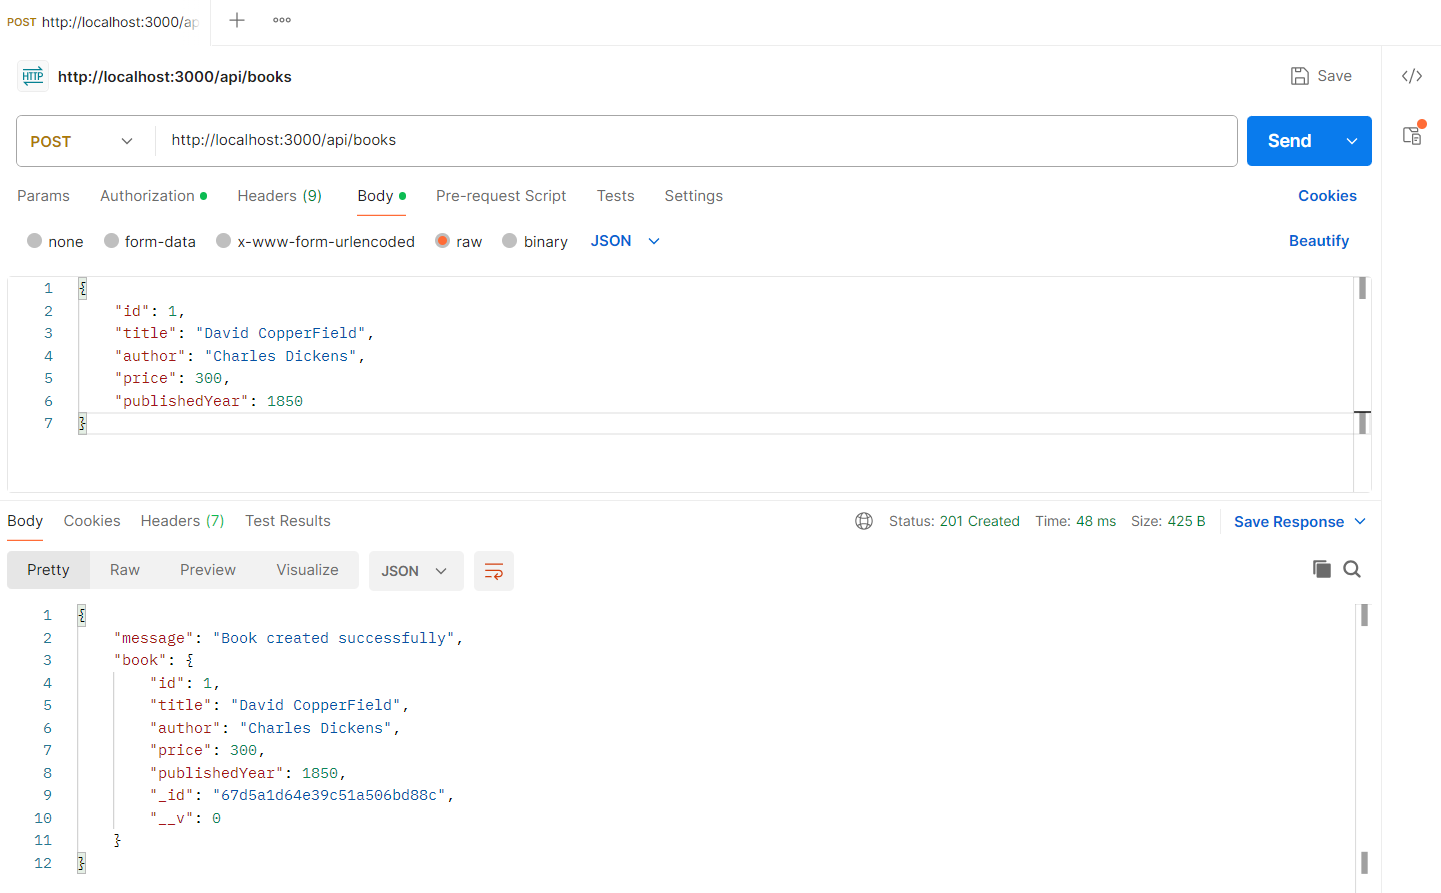 POST http://localhost:3000/ap
http://localhost:3000/api/books
Save
POST http://localhost:3000/api/books Send
Params Authorization Headers (9) Body Pre-request Script Tests Settings Cookies
none form-data x-www-form-urlencoded raw binary JSON Beautify
1 {
2 "id": 1,
3 "title": "David CopperField",
4 "author": "Charles Dickens",
5 "price": 300,
6 "publishedYear": 1850
7 }
Body Cookies Headers (7) Test Results Status: 201 Created Time: 48 ms Size: 425 B Save Response
Pretty Raw Preview Visualize JSON
1 {
2 "message": "Book created successfully",
3 "book": {
4 "id": 1,
5 "title": "David CopperField",
6 "author": "Charles Dickens",
7 "price": 300,
8 "publishedYear": 1850,
9 "_id": "67d5a1d64e39c51a506bd88c",
10 "__v": 0
11 }
12 }